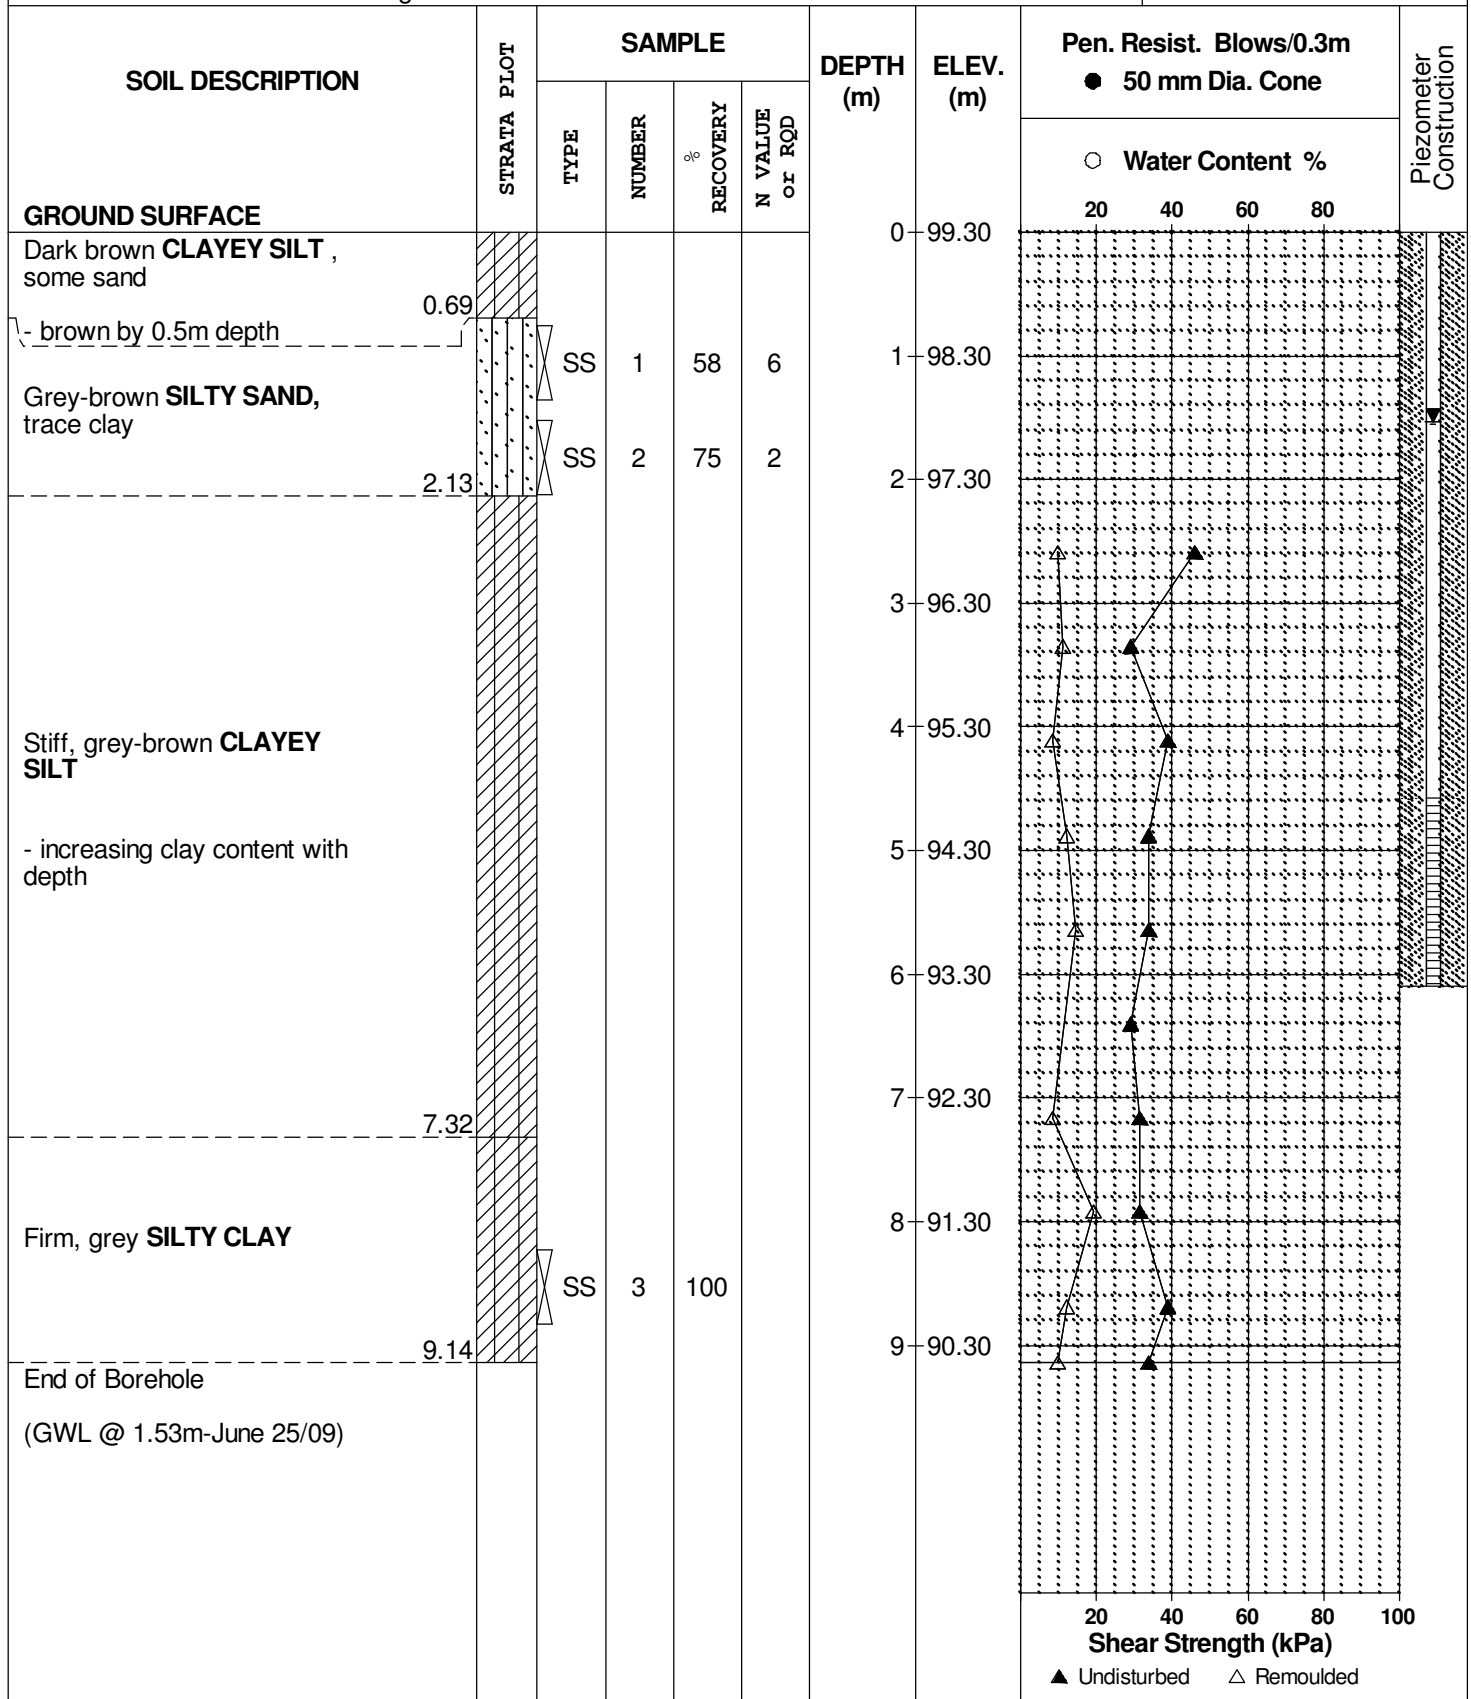 SOIL DESCRIPTION
STRATA PLOT
SAMPLE
TYPE
NUMBER
% RECOVERY
N VALUE or RQD
DEPTH (m)
ELEV. (m)
Pen. Resist. Blows/0.3m
● 50 mm Dia. Cone
○ Water Content %
20 40 60 80
Piezometer Construction
GROUND SURFACE
0 99.30
Dark brown CLAYEY SILT ,
some sand
0.69
- brown by 0.5m depth
SS 1 58 6
1 98.30
Grey-brown SILTY SAND,
trace clay
SS 2 75 2
2.13
2 97.30
3 96.30
4 95.30
Stiff, grey-brown CLAYEY
SILT
- increasing clay content with
depth
5 94.30
6 93.30
7 92.30
7.32
8 91.30
Firm, grey SILTY CLAY
SS 3 100
9.14
9 90.30
End of Borehole
(GWL @ 1.53m-June 25/09)
20 40 60 80 100
Shear Strength (kPa)
▲ Undisturbed △ Remoulded